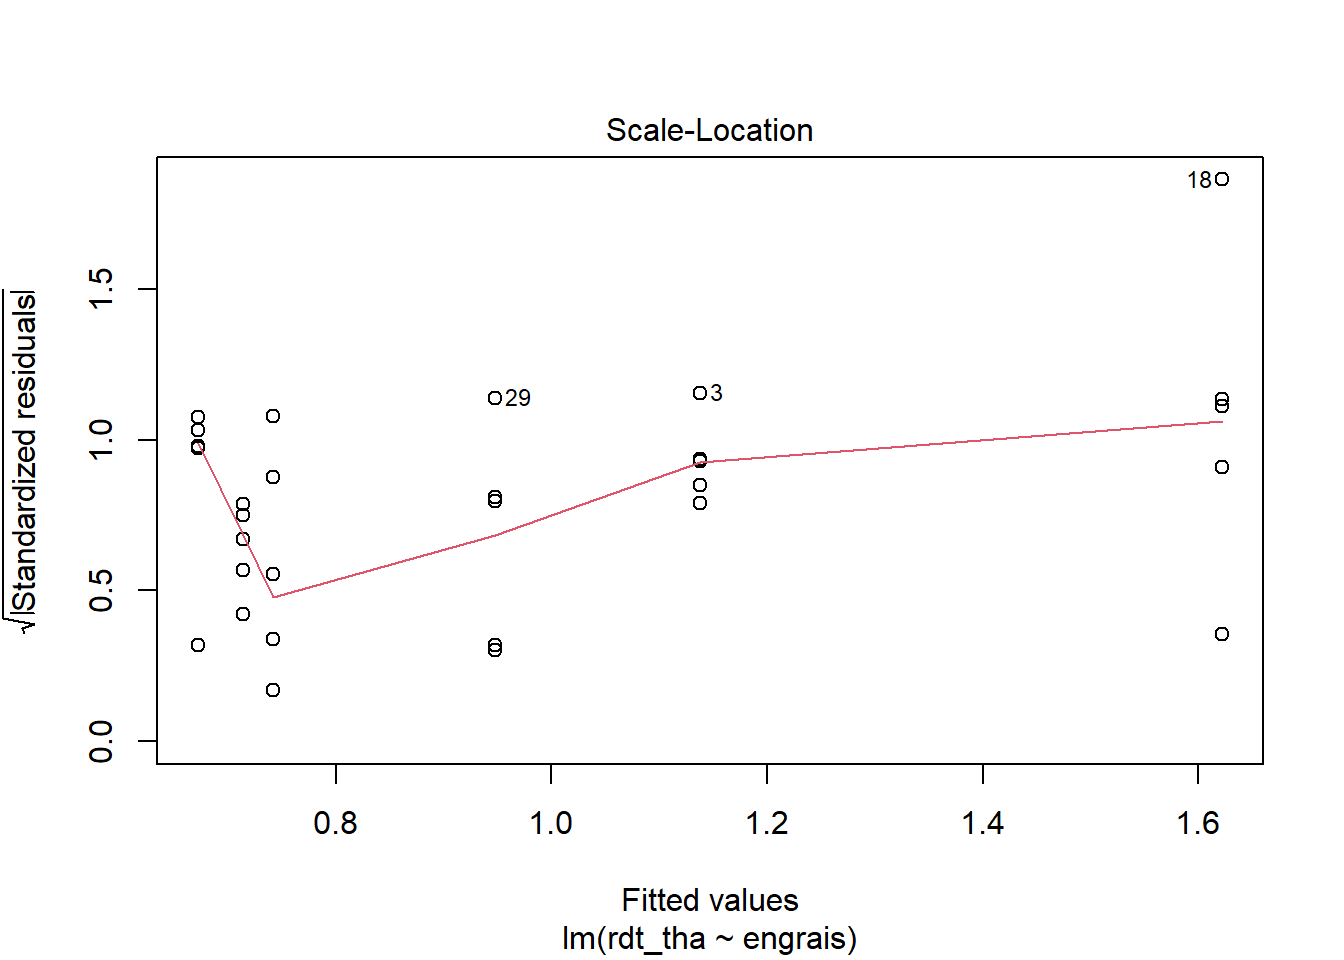 Scale-Location
√|Standardized residuals|
1.5
1.0
0.5
0.0
18
29
3
0.8 1.0 1.2 1.4 1.6
Fitted values
lm(rdt_tha ~ engrais)